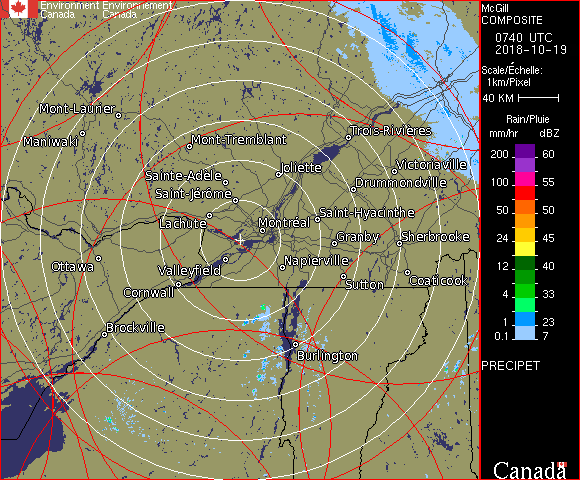 Environment Environnement
Canada Canada
McGill
COMPOSITE
0740 UTC
2018-10-19
Scale/Échelle:
1km/Pixel
40 KM
Rain/Pluie
mm/hr dBZ
200 60
100 55
50 50
24 45
12 40
4 33
1 23
0.1 7
PRECIPET
Canada
Mont-Laurier
Maniwaki
Mont-Tremblant
Trois-Rivières
Sainte-Adèle
Joliette
Victoriaville
Saint-Jérôme
Drummondville
Lachute
Montréal
Saint-Hyacinthe
Granby
Sherbrooke
Ottawa
Valleyfield
Napierville
Cornwall
Sutton
Coaticook
Brockville
Burlington